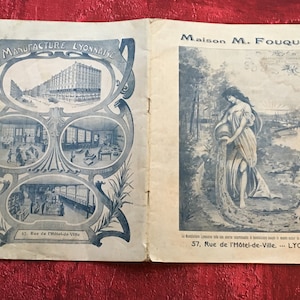 MANUFACTURE LYONNAISE
57, Rue de l'Hôtel-de-Ville
Maison M. FOUQU
57, Rue de l'Hôtel-de-Ville. — LYO